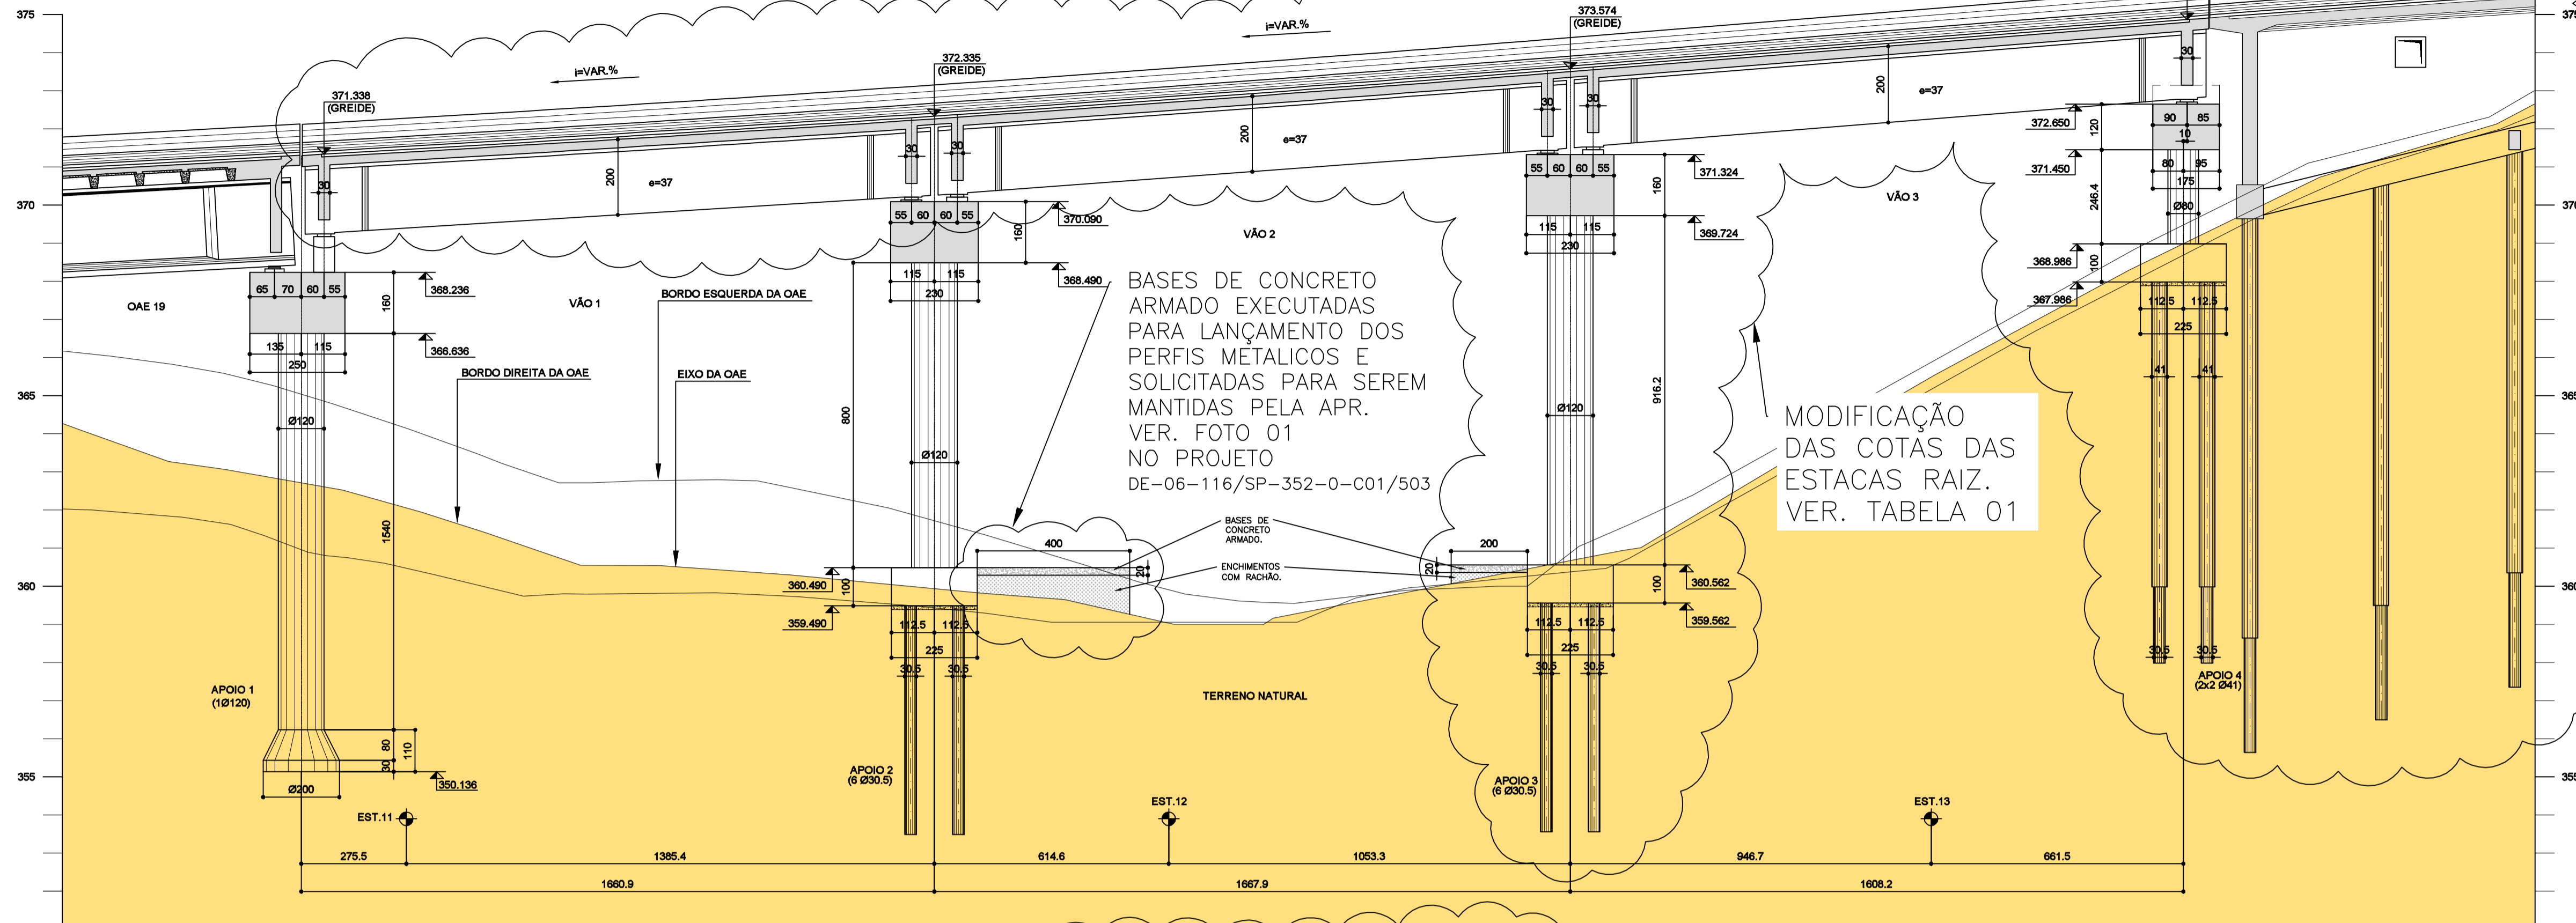 375
370
365
360
355
i=VAR.%
i=VAR.%
371.338
(GREIDE)
372.335
(GREIDE)
373.574
(GREIDE)
30
30
30
30
30
30
200
e=37
200
e=37
200
e=37
OAE 19
VÃO 1
VÃO 2
VÃO 3
65 70 60 55
160
368.236
366.636
135 115
250
Ø120
1540
80
30
110
350.136
Ø200
APOIO 1
(1Ø120)
BORDO DIREITA DA OAE
BORDO ESQUERDA DA OAE
EIXO DA OAE
55 60 60 55
160
370.090
368.490
115 115
230
800
Ø120
360.490
100
359.490
112.5 112.5
225
30.5 30.5
APOIO 2
(6 Ø30.5)
BASES DE CONCRETO
ARMADO EXECUTADAS
PARA LANÇAMENTO DOS
PERFIS METALICOS E
SOLICITADAS PARA SEREM
MANTIDAS PELA APR.
VER. FOTO 01
NO PROJETO
DE-06-116/SP-352-0-C01/503
400
20
BASES DE
CONCRETO
ARMADO.
ENCHIMENTOS
COM RACHÃO.
200
20
TERRENO NATURAL
55 60 60 55
160
371.324
369.724
115 115
230
916.2
Ø120
360.562
100
359.562
112.5 112.5
225
30.5 30.5
APOIO 3
(6 Ø30.5)
MODIFICAÇÃO
DAS COTAS DAS
ESTACAS RAIZ.
VER. TABELA 01
372.650
120
90 85
10
371.450
80 95
175
246.4
Ø80
368.986
100
367.986
112.5 112.5
225
41 41
30.5 30.5
APOIO 4
(2x2 Ø41)
375
370
365
360
355
EST.11
EST.12
EST.13
275.5 1385.4 614.6 1053.3 946.7 661.5
1660.9 1667.9 1608.2